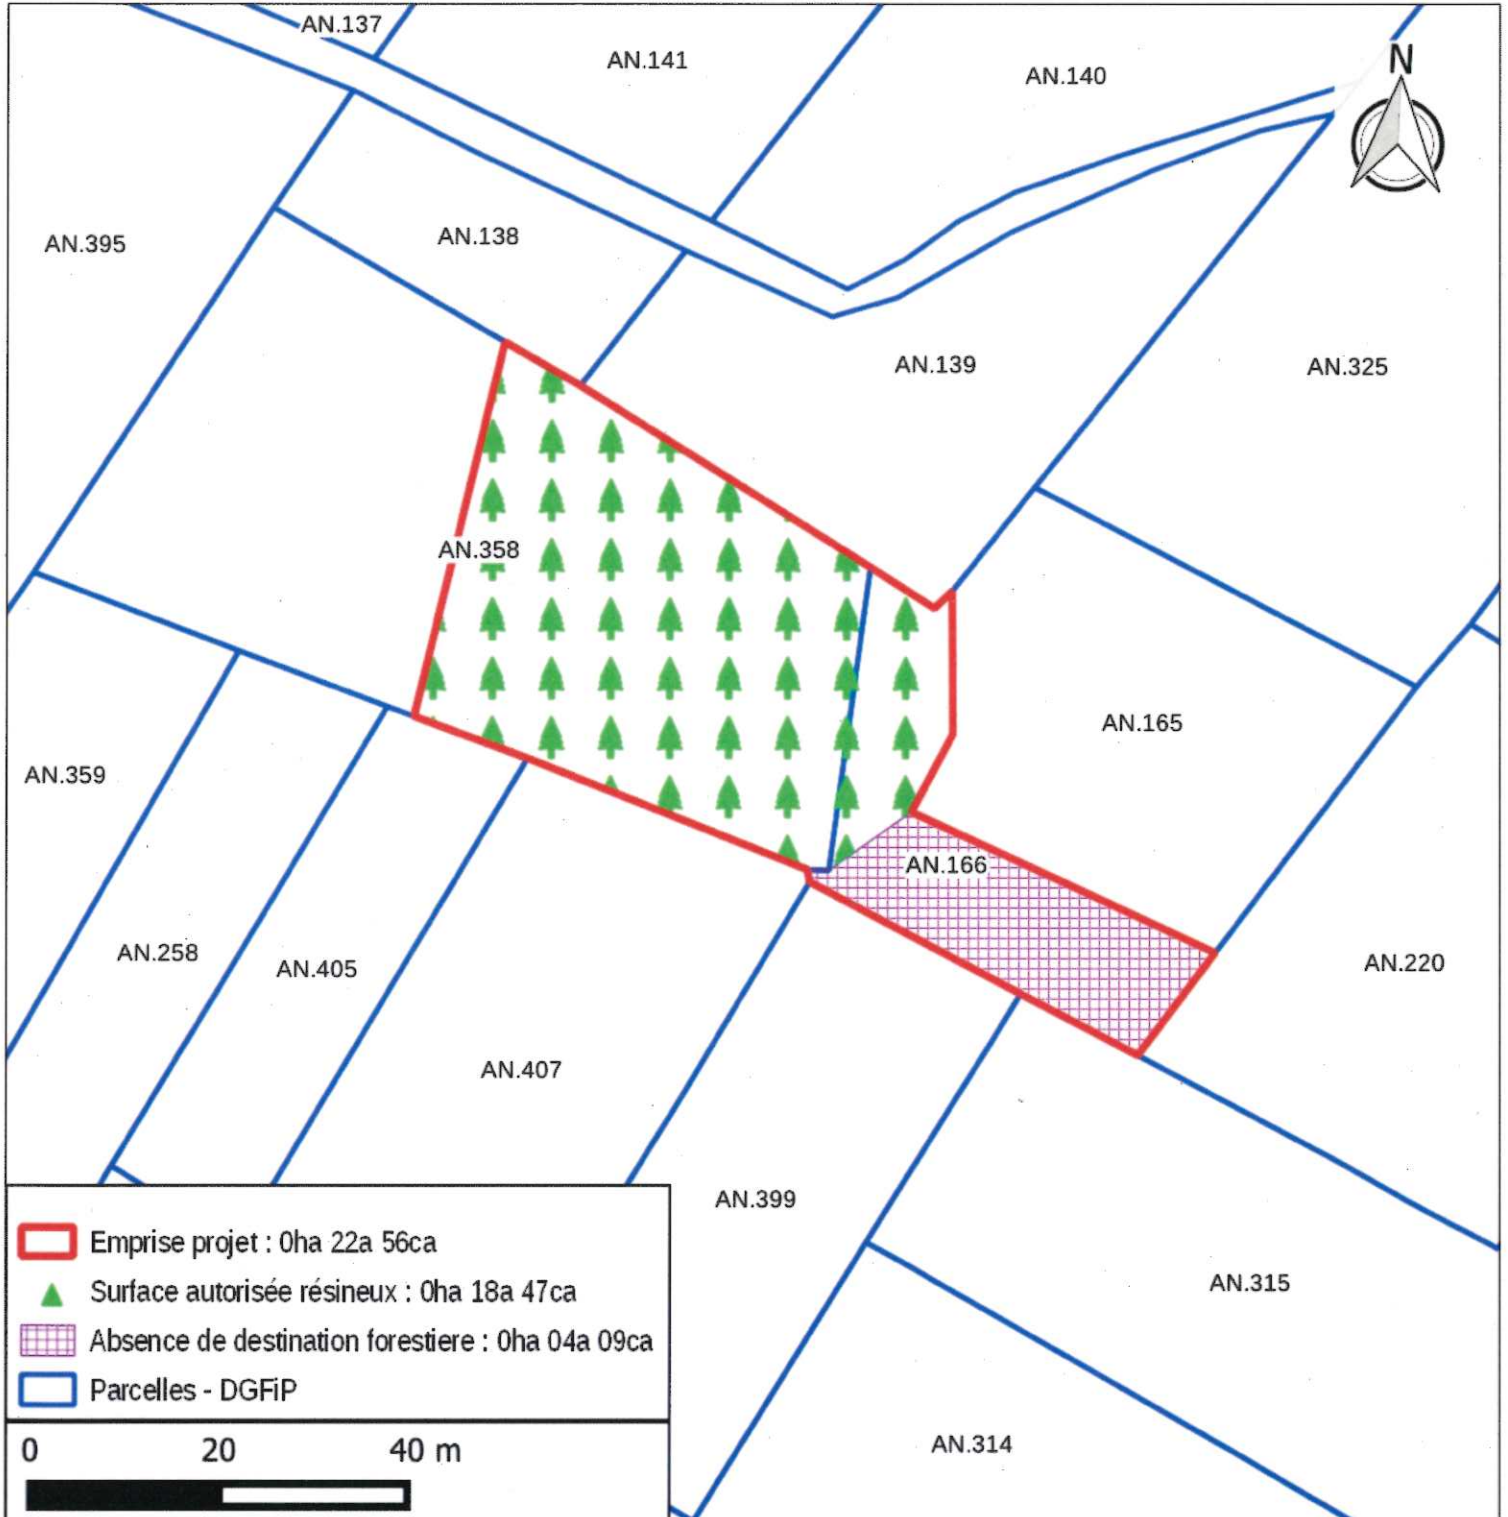 AN.137
AN.141
AN.140
N
AN.395
AN.138
AN.139
AN.325
AN.358
AN.165
AN.359
AN.166
AN.258
AN.405
AN.220
AN.407
AN.399
AN.315
AN.314
Emprise projet : 0ha 22a 56ca
Surface autorisée résineux : 0ha 18a 47ca
Absence de destination forestiere : 0ha 04a 09ca
Parcelles - DGFiP
0 20 40 m